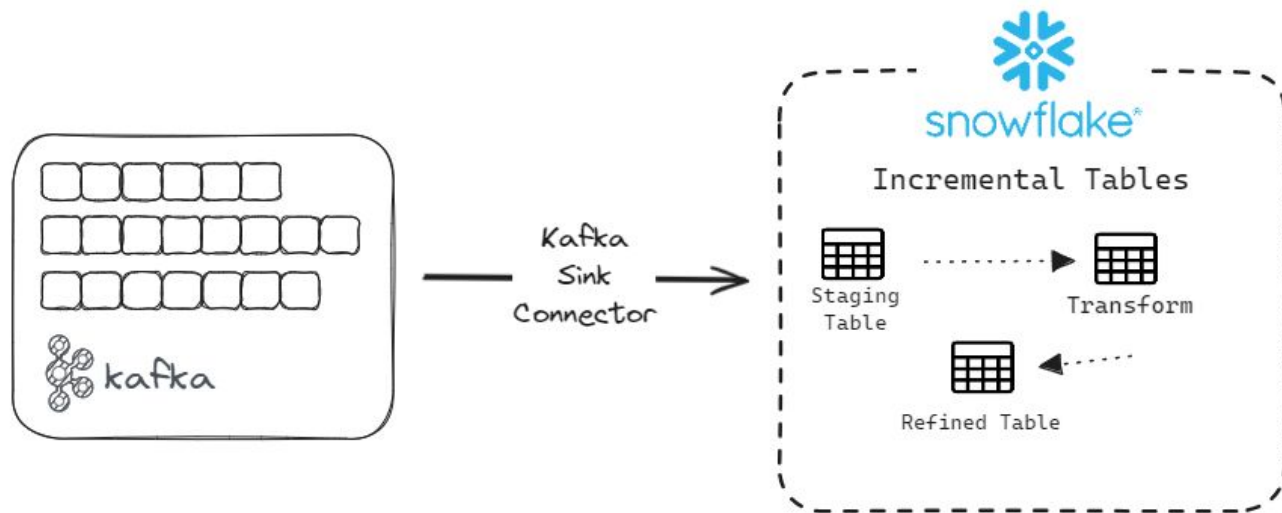 kafka
Kafka
Sink
Connector
snowflake®
Incremental Tables
Staging
Table
Transform
Refined Table